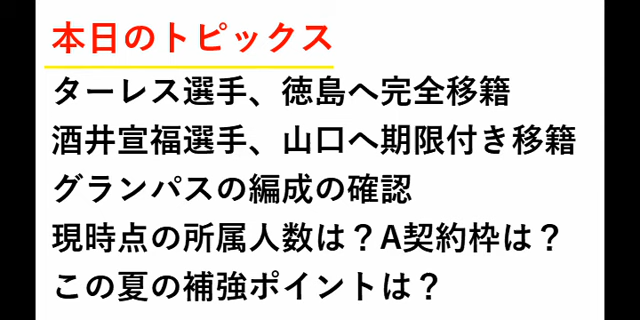 本日のトピックス
ターレス選手、徳島へ完全移籍
酒井宣福選手、山口へ期限付き移籍
グランパスの編成の確認
現時点の所属人数は？A契約枠は？
この夏の補強ポイントは？